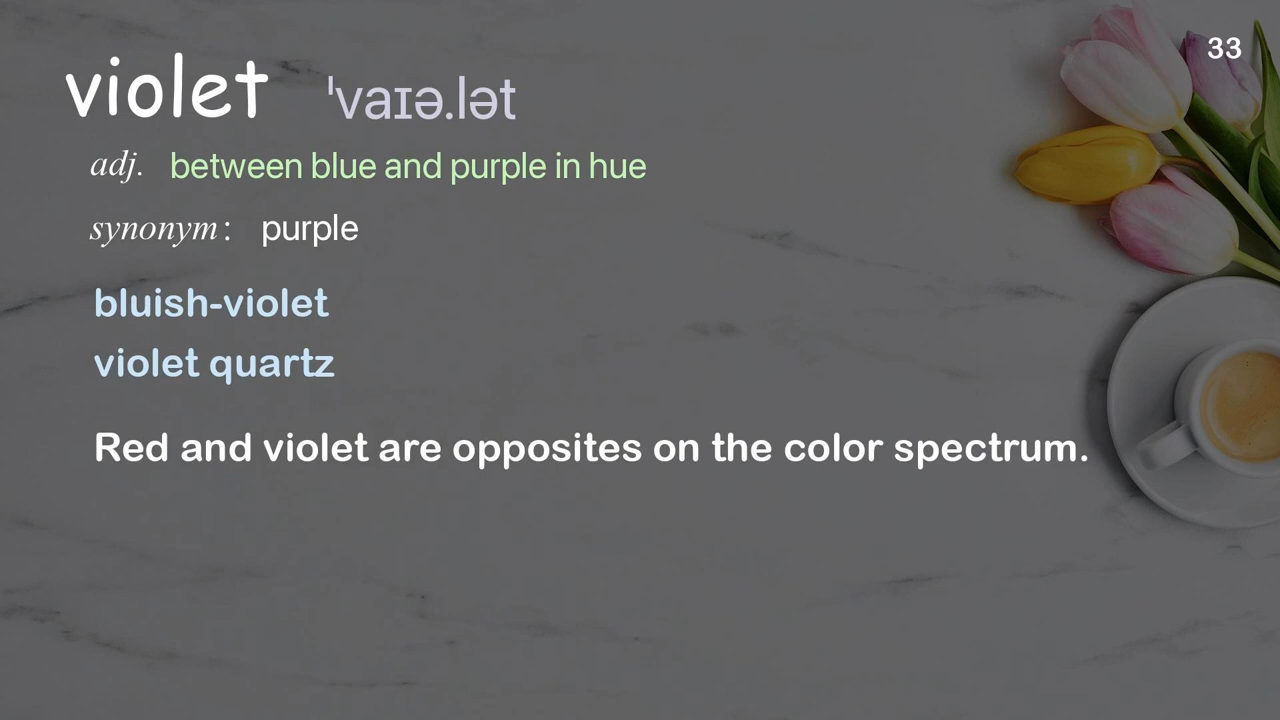 33
violet ˈvaɪə.lət
adj. between blue and purple in hue
synonym: purple
bluish-violet
violet quartz
Red and violet are opposites on the color spectrum.